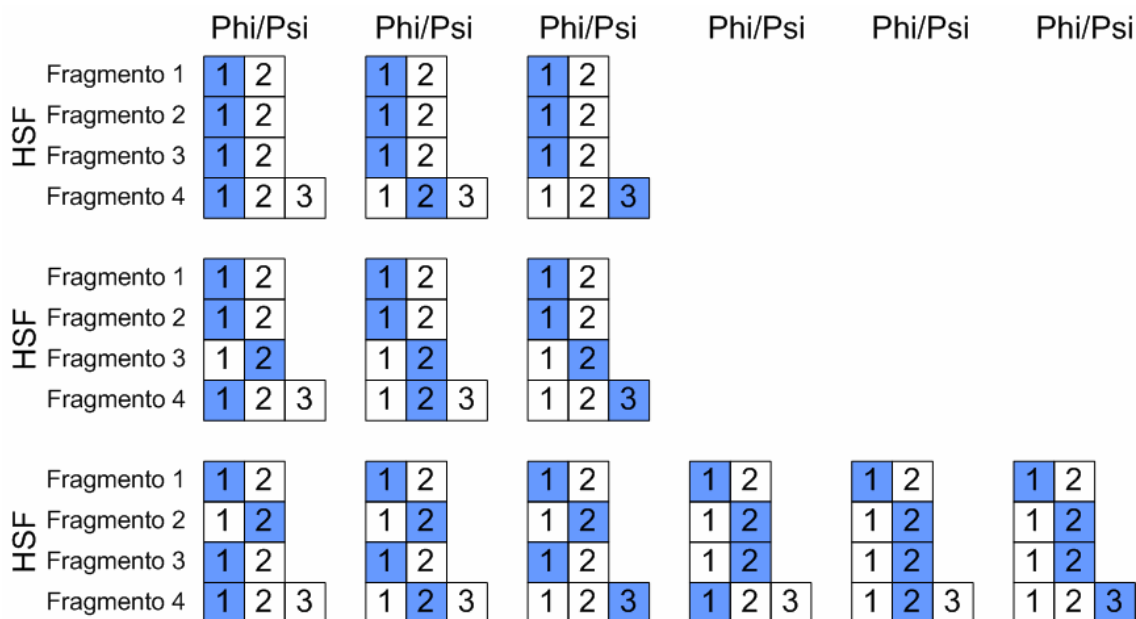 Phi/Psi Phi/Psi Phi/Psi Phi/Psi Phi/Psi Phi/Psi
HSF
Fragmento 1 1 2 1 2 1 2
Fragmento 2 1 2 1 2 1 2
Fragmento 3 1 2 1 2 1 2
Fragmento 4 1 2 3 1 2 3 1 2 3
HSF
Fragmento 1 1 2 1 2 1 2
Fragmento 2 1 2 1 2 1 2
Fragmento 3 1 2 1 2 1 2
Fragmento 4 1 2 3 1 2 3 1 2 3
HSF
Fragmento 1 1 2 1 2 1 2 1 2 1 2 1 2
Fragmento 2 1 2 1 2 1 2 1 2 1 2 1 2
Fragmento 3 1 2 1 2 1 2 1 2 1 2 1 2
Fragmento 4 1 2 3 1 2 3 1 2 3 1 2 3 1 2 3 1 2 3